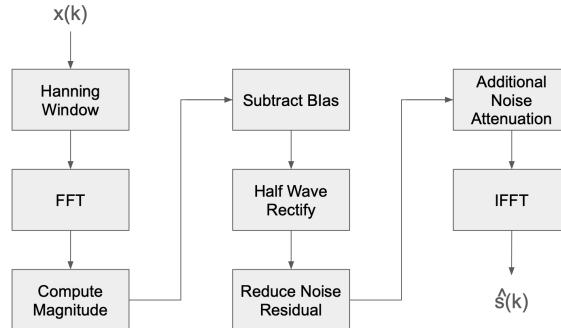 x(k)
Hanning
Window
FFT
Compute
Magnitude
Subtract BIas
Half Wave
Rectify
Reduce Noise
Residual
Additional
Noise
Attenuation
IFFT
ŝ(k)